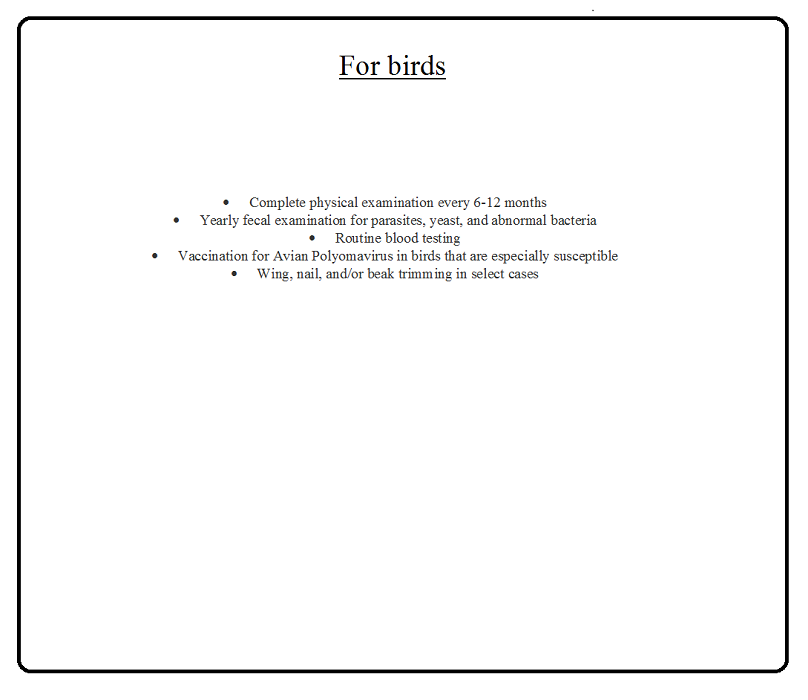 For birds
• Complete physical examination every 6-12 months
• Yearly fecal examination for parasites, yeast, and abnormal bacteria
• Routine blood testing
• Vaccination for Avian Polyomavirus in birds that are especially susceptible
• Wing, nail, and/or beak trimming in select cases